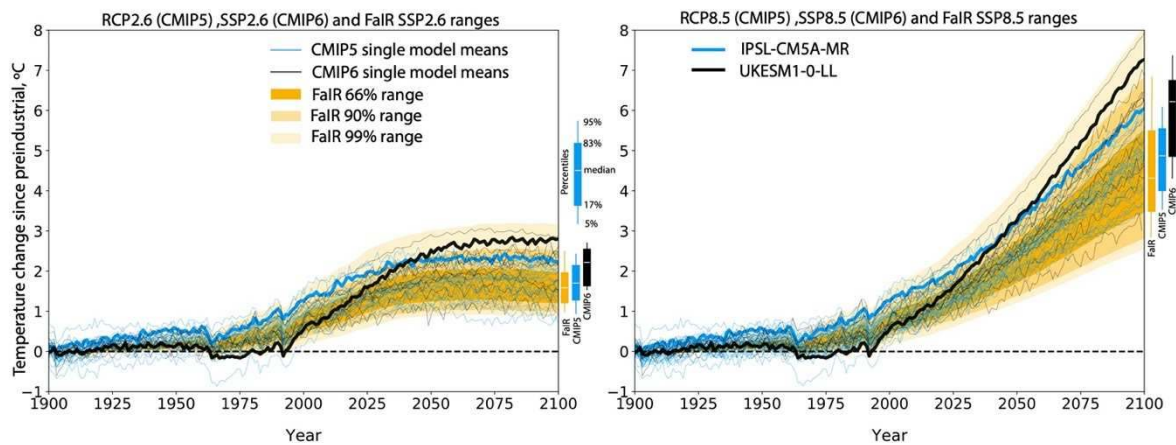 RCP2.6 (CMIP5) ,SSP2.6 (CMIP6) and FaIR SSP2.6 ranges
Temperature change since preindustrial, ºC
8
7
6
5
4
3
2
1
0
−1
CMIP5 single model means
CMIP6 single model means
FaIR 66% range
FaIR 90% range
FaIR 99% range
Percentiles
95%
83%
median
17%
5%
FaIR
CMIP5
CMIP6
1900 1925 1950 1975 2000 2025 2050 2075 2100
Year
RCP8.5 (CMIP5) ,SSP8.5 (CMIP6) and FaIR SSP8.5 ranges
8
7
6
5
4
3
2
1
0
−1
IPSL-CM5A-MR
UKESM1-0-LL
FaIR
CMIP5
CMIP6
1900 1925 1950 1975 2000 2025 2050 2075 2100
Year